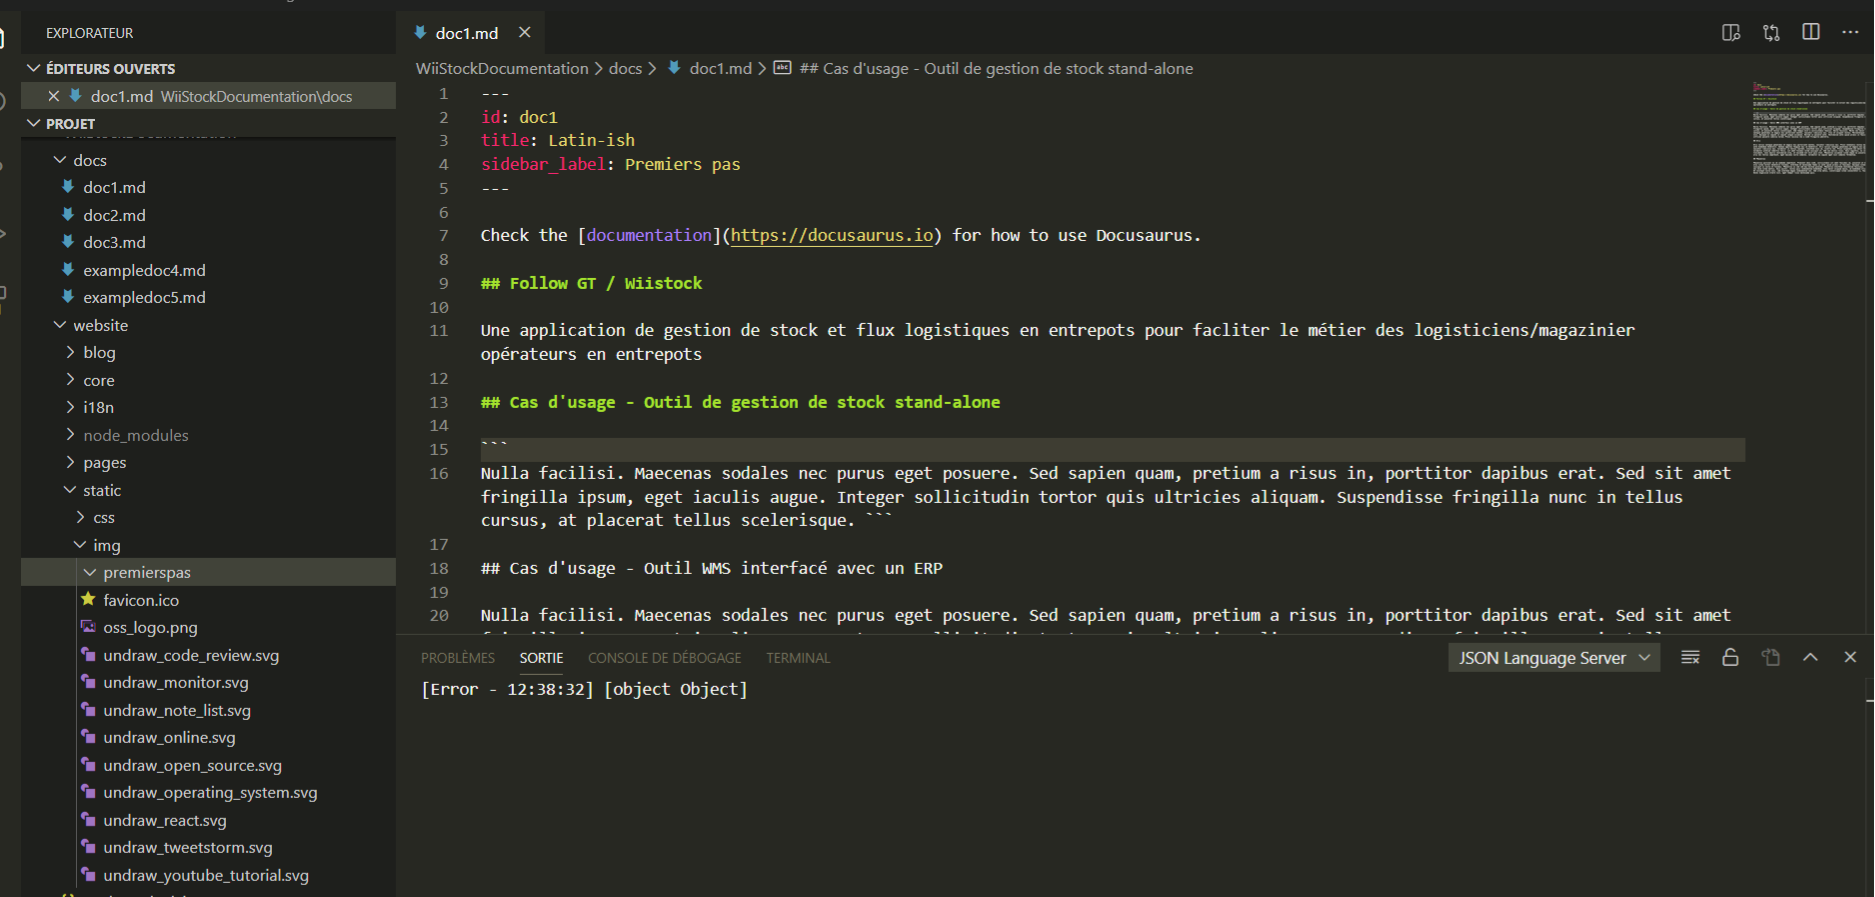 EXPLORATEUR
ÉDITEURS OUVERTS
doc1.md WiiStockDocumentation\docs
PROJET
docs
doc1.md
doc2.md
doc3.md
exampledoc4.md
exampledoc5.md
website
blog
core
i18n
node_modules
pages
static
css
img
premierspas
favicon.ico
oss_logo.png
undraw_code_review.svg
undraw_monitor.svg
undraw_note_list.svg
undraw_online.svg
undraw_open_source.svg
undraw_operating_system.svg
undraw_react.svg
undraw_tweetstorm.svg
undraw_youtube_tutorial.svg
doc1.md
WiiStockDocumentation > docs > doc1.md > abc ## Cas d'usage - Outil de gestion de stock stand-alone
1 ---
2 id: doc1
3 title: Latin-ish
4 sidebar_label: Premiers pas
5 ---
6
7 Check the [documentation](https://docusaurus.io) for how to use Docusaurus.
8
9 ## Follow GT / Wiistock
10
11 Une application de gestion de stock et flux logistiques en entrepots pour facliter le métier des logisticiens/magazinier
opérateurs en entrepots
12
13 ## Cas d'usage - Outil de gestion de stock stand-alone
14
15 ```
16 Nulla facilisi. Maecenas sodales nec purus eget posuere. Sed sapien quam, pretium a risus in, porttitor dapibus erat. Sed sit amet
fringilla ipsum, eget iaculis augue. Integer sollicitudin tortor quis ultricies aliquam. Suspendisse fringilla nunc in tellus
cursus, at placerat tellus scelerisque. ```
17
18 ## Cas d'usage - Outil WMS interfacé avec un ERP
19
20 Nulla facilisi. Maecenas sodales nec purus eget posuere. Sed sapien quam, pretium a risus in, porttitor dapibus erat. Sed sit amet
PROBLÈMES SORTIE CONSOLE DE DÉBOGAGE TERMINAL JSON Language Server
[Error - 12:38:32] [object Object]